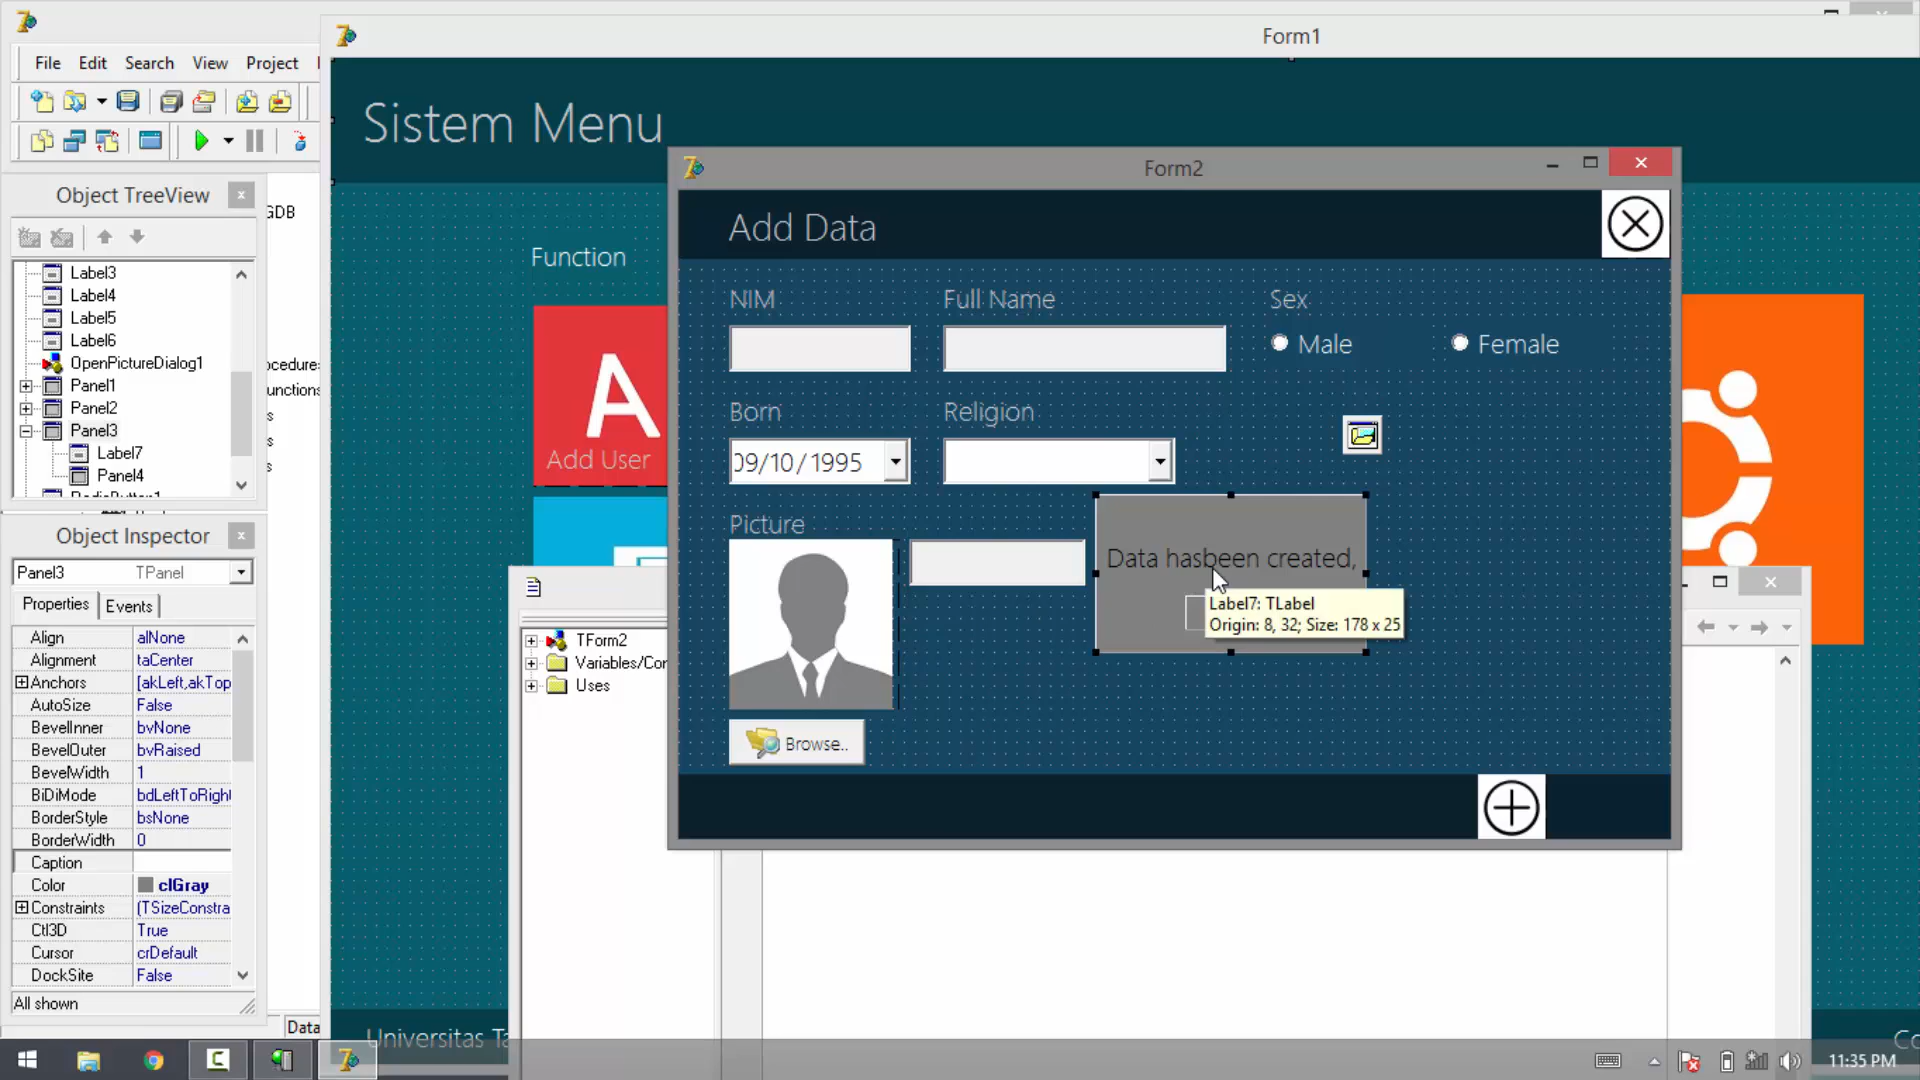 Form1
File Edit Search View Project
Sistem Menu
Form2
Object TreeView
GDB
Add Data
Function
Label3
Label4
Label5
Label6
OpenPictureDialog1
Panel1
Panel2
Panel3
Label7
Panel4
ocedure:
unctions
s
s
s
NIM Full Name Sex
Male Female
A
Add User
Born Religion
09/10/1995
Picture
Data hasbeen created,
Label7: TLabel
Origin: 8, 32; Size: 178 x 25
Browse..
Object Inspector
Panel3 TPanel
Properties Events
Align alNone
Alignment taCenter
Anchors [akLeft,akTop
AutoSize False
BevelInner bvNone
BevelOuter bvRaised
BevelWidth 1
BiDiMode bdLeftToRight
BorderStyle bsNone
BorderWidth 0
Caption
Color clGray
Constraints (TSizeConstra
Ctl3D True
Cursor crDefault
DockSite False
All shown
TForm2
Variables/Cor
Uses
Data
Universitas Ta
Co
11:35 PM